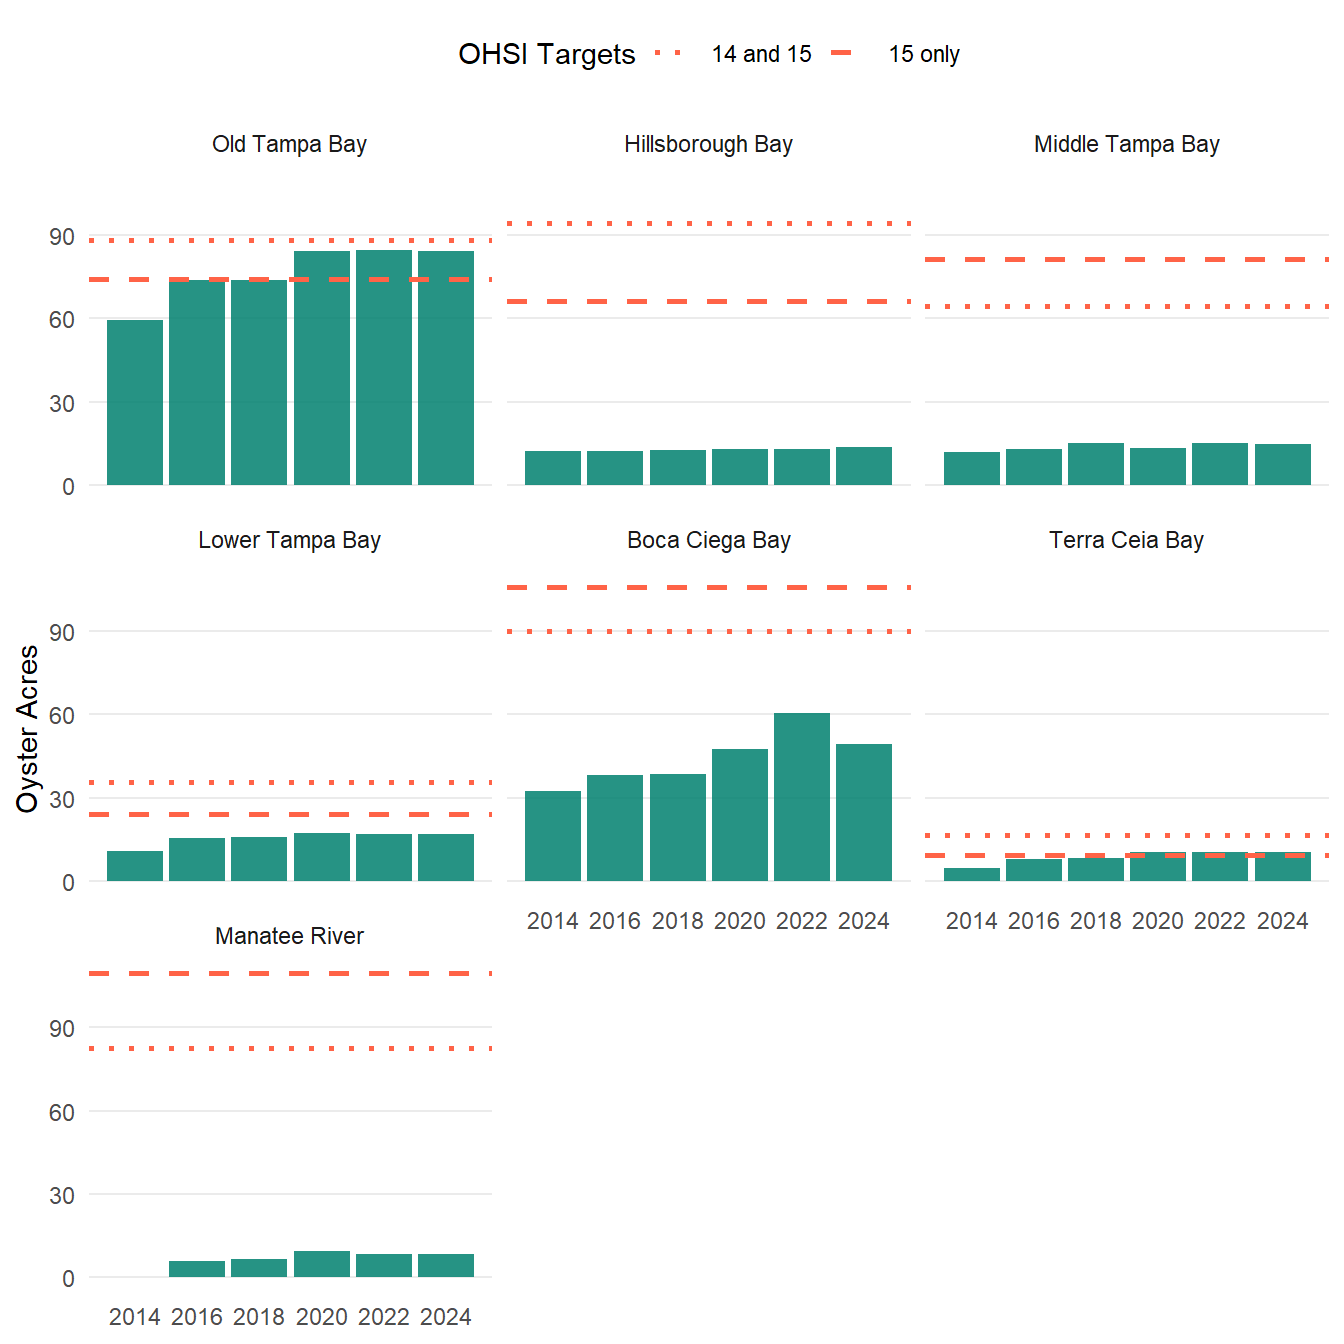 OHSI Targets 14 and 15 15 only
Old Tampa Bay Hillsborough Bay Middle Tampa Bay
90
60
30
0
Lower Tampa Bay Boca Ciega Bay Terra Ceia Bay
Oyster Acres
90
60
30
0
2014 2016 2018 2020 2022 2024 2014 2016 2018 2020 2022 2024
Manatee River
90
60
30
0
2014 2016 2018 2020 2022 2024